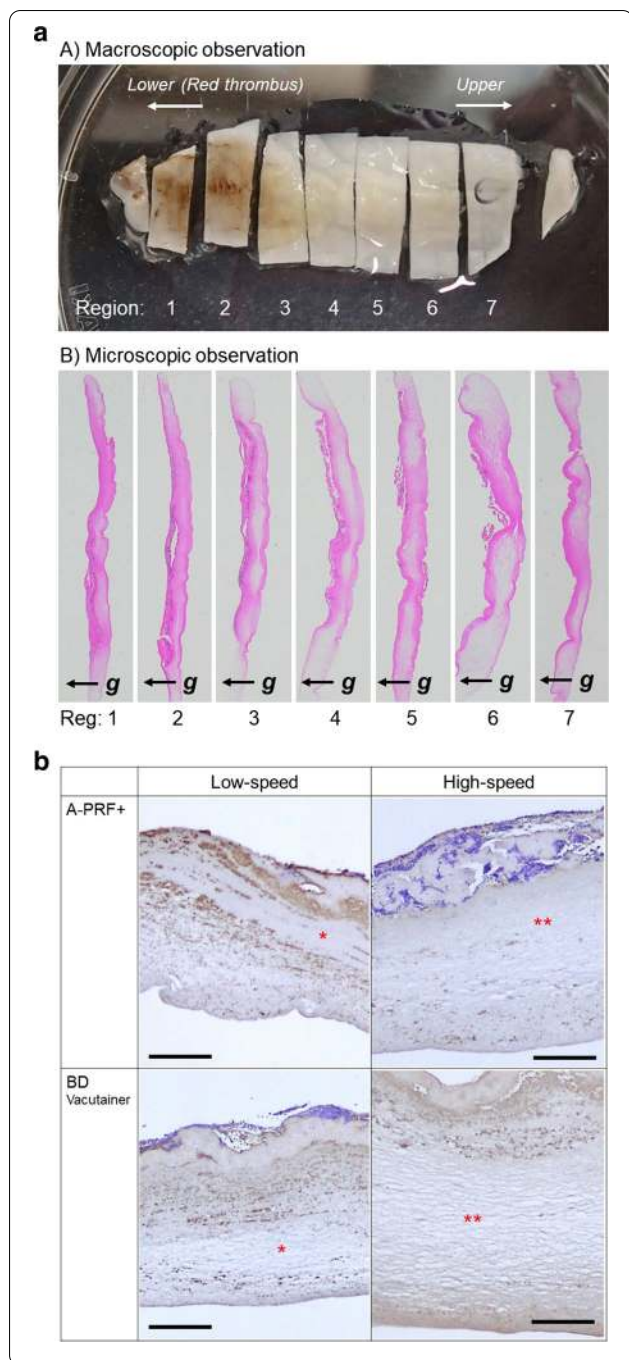 a
A) Macroscopic observation
Lower (Red thrombus) Upper
Region: 1 2 3 4 5 6 7
B) Microscopic observation
g g g g g g g
Reg: 1 2 3 4 5 6 7
b
Low-speed High-speed
A-PRF+
* **
BD
Vacutainer
* **